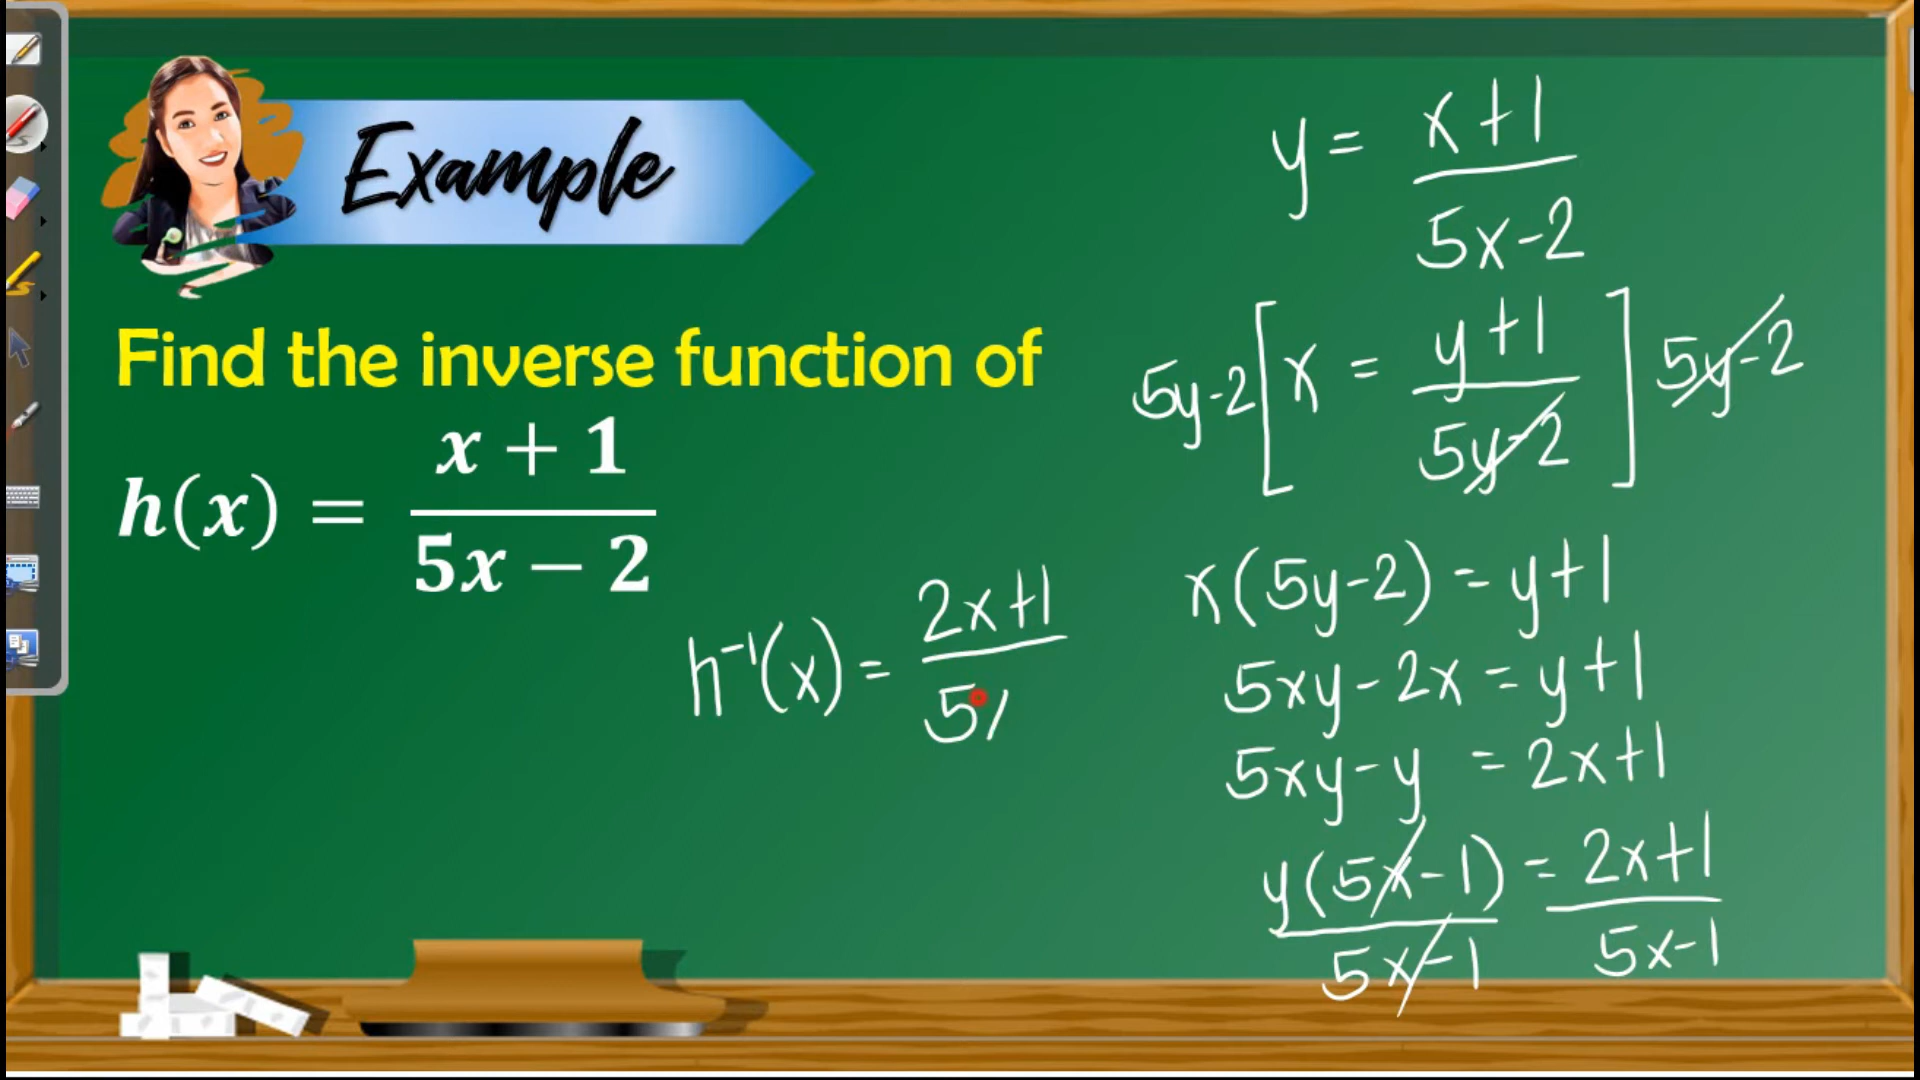 Example
Find the inverse function of
h(x) = x + 1 / 5x − 2
h⁻¹(x) = 2x+1 / 5
y = x+1 / 5x-2
5y-2 [ x = y+1 / 5y-2 ] 5y-2
x(5y-2) = y+1
5xy-2x = y+1
5xy-y = 2x+1
y(5x-1) / 5x-1 = 2x+1 / 5x-1